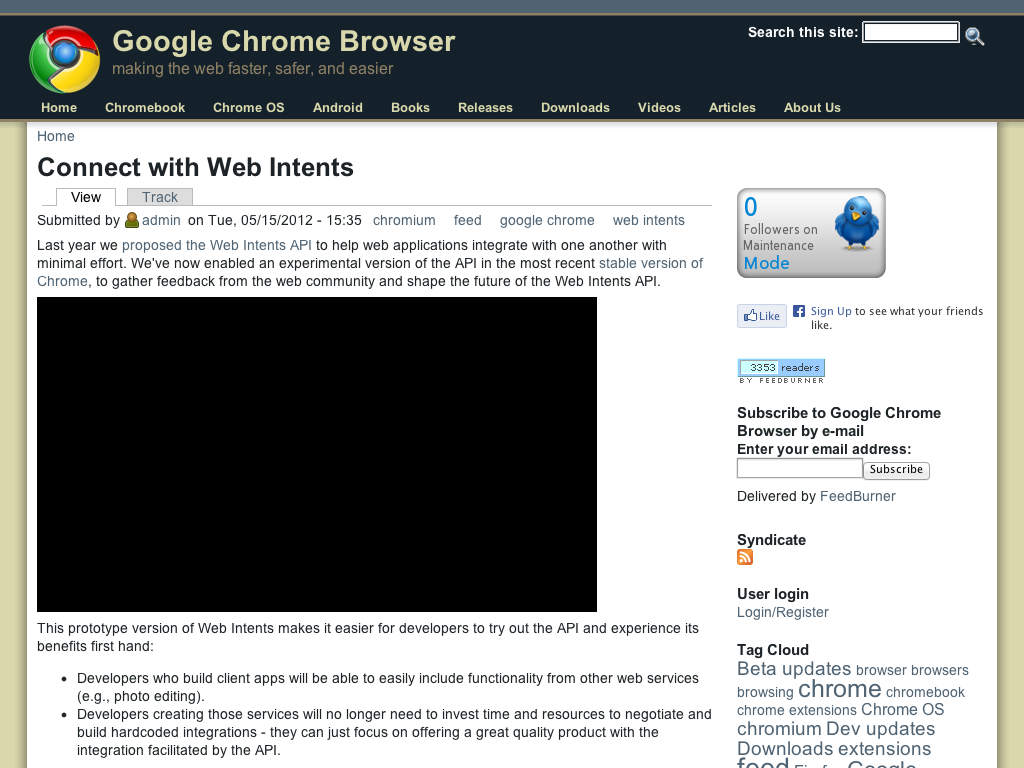 Google Chrome Browser
making the web faster, safer, and easier
Search this site:
Home Chromebook Chrome OS Android Books Releases Downloads Videos Articles About Us
Home
Connect with Web Intents
View Track
Submitted by admin on Tue, 05/15/2012 - 15:35 chromium feed google chrome web intents
Last year we proposed the Web Intents API to help web applications integrate with one another with
minimal effort. We've now enabled an experimental version of the API in the most recent stable version of
Chrome, to gather feedback from the web community and shape the future of the Web Intents API.
This prototype version of Web Intents makes it easier for developers to try out the API and experience its
benefits first hand:
• Developers who build client apps will be able to easily include functionality from other web services
(e.g., photo editing).
• Developers creating those services will no longer need to invest time and resources to negotiate and
build hardcoded integrations - they can just focus on offering a great quality product with the
integration facilitated by the API.
0
Followers on
Maintenance
Mode
Like
Sign Up to see what your friends
like.
3353 readers
BY FEEDBURNER
Subscribe to Google Chrome
Browser by e-mail
Enter your email address:
Subscribe
Delivered by FeedBurner
Syndicate
User login
Login/Register
Tag Cloud
Beta updates browser browsers
browsing chrome chromebook
chrome extensions Chrome OS
chromium Dev updates
Downloads extensions
feed Firefox Google